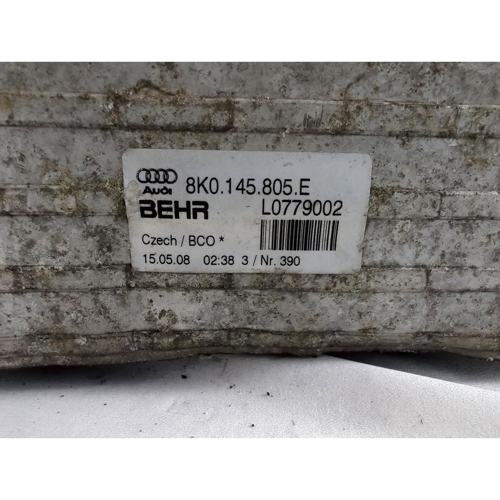 Audi 8K0.145.805.E
BEHR L0779002
Czech / BCO *
15.05.08 02:38 3 / Nr. 390